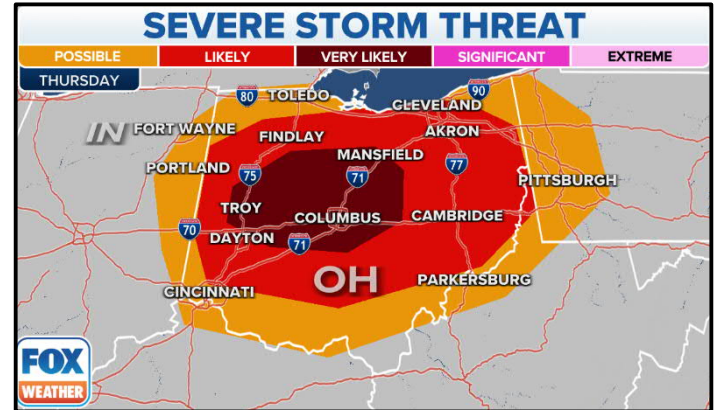 SEVERE STORM THREAT
POSSIBLE LIKELY VERY LIKELY SIGNIFICANT EXTREME
THURSDAY
80 TOLEDO 90
CLEVELAND
IN FORT WAYNE FINDLAY AKRON
MANSFIELD
PORTLAND 75 71 77 PITTSBURGH
TROY
COLUMBUS CAMBRIDGE
70 DAYTON 71
OH PARKERSBURG
CINCINNATI
FOX
WEATHER